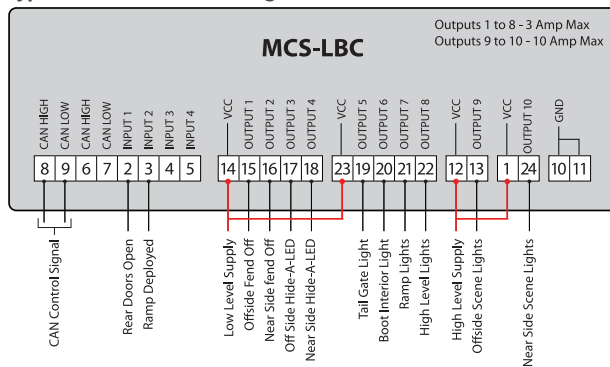 Outputs 1 to 8 - 3 Amp Max
Outputs 9 to 10 - 10 Amp Max
MCS-LBC
CAN HIGH
CAN LOW
CAN HIGH
CAN LOW
INPUT 1
INPUT 2
INPUT 3
INPUT 4
VCC
OUTPUT 1
OUTPUT 2
OUTPUT 3
OUTPUT 4
VCC
OUTPUT 5
OUTPUT 6
OUTPUT 7
OUTPUT 8
VCC
OUTPUT 9
VCC
OUTPUT 10
GND
8 9 6 7 2 3 4 5
14 15 16 17 18
23 19 20 21 22
12 13
1 24
10 11
CAN Control Signal
Rear Doors Open
Ramp Deployed
Low Level Supply
Offside Fend Off
Near Side fend Off
Off Side Hide-A-LED
Near Side Hide-A-LED
Tail Gate Light
Boot Interior Light
Ramp Lights
High Level Lights
High Level Supply
Offside Scene Lights
Near Side Scene Lights